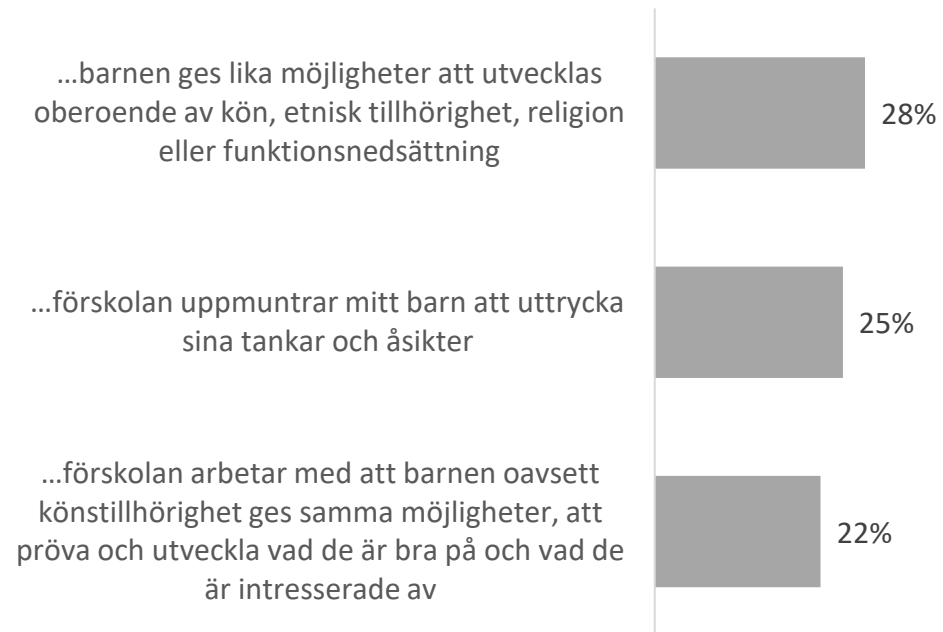 …barnen ges lika möjligheter att utvecklas
oberoende av kön, etnisk tillhörighet, religion
eller funktionsnedsättning
28%
…förskolan uppmuntrar mitt barn att uttrycka
sina tankar och åsikter
25%
…förskolan arbetar med att barnen oavsett
könstillhörighet ges samma möjligheter, att
pröva och utveckla vad de är bra på och vad de
är intresserade av
22%